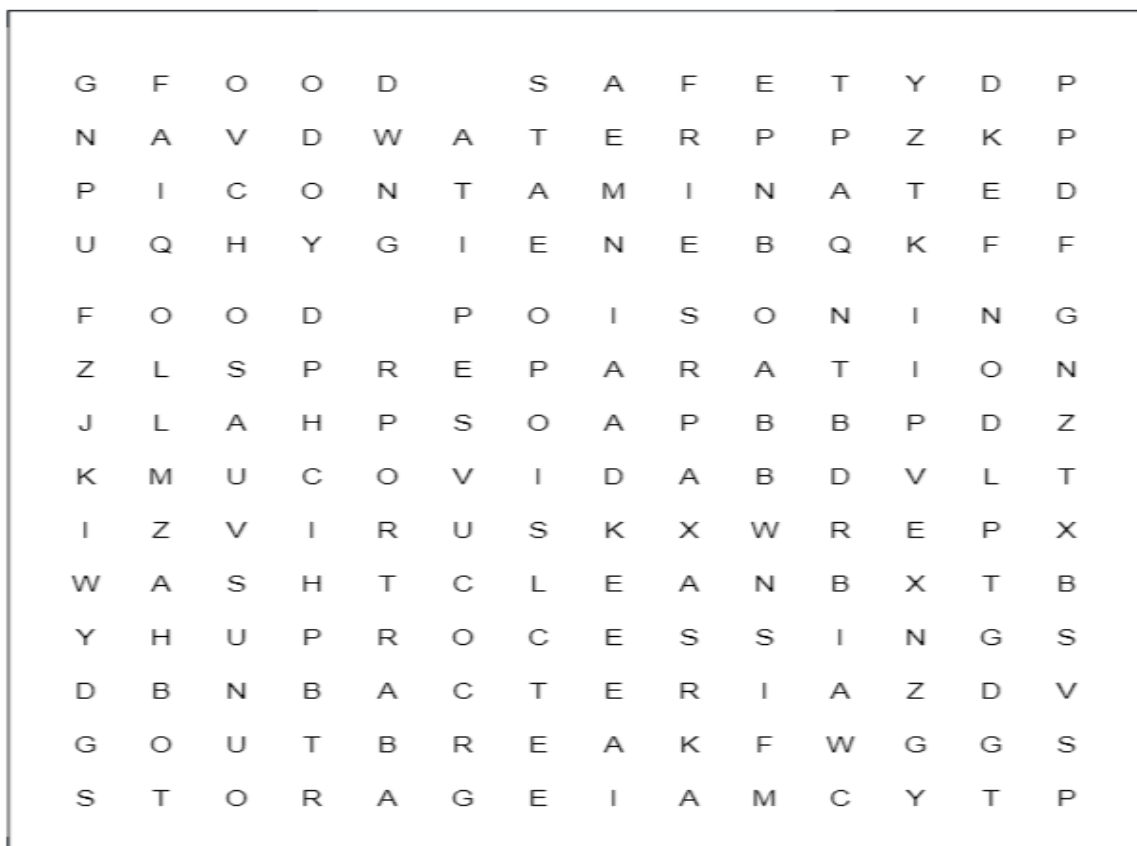 G F O O D   S A F E T Y D P
N A V D W A T E R P P Z K P
P I C O N T A M I N A T E D
U Q H Y G I E N E B Q K F F
F O O D   P O I S O N I N G
Z L S P R E P A R A T I O N
J L A H P S O A P B B P D Z
K M U C O V I D A B D V L T
I Z V I R U S K X W R E P X
W A S H T C L E A N B X T B
Y H U P R O C E S S I N G S
D B N B A C T E R I A Z D V
G O U T B R E A K F W G G S
S T O R A G E I A M C Y T P